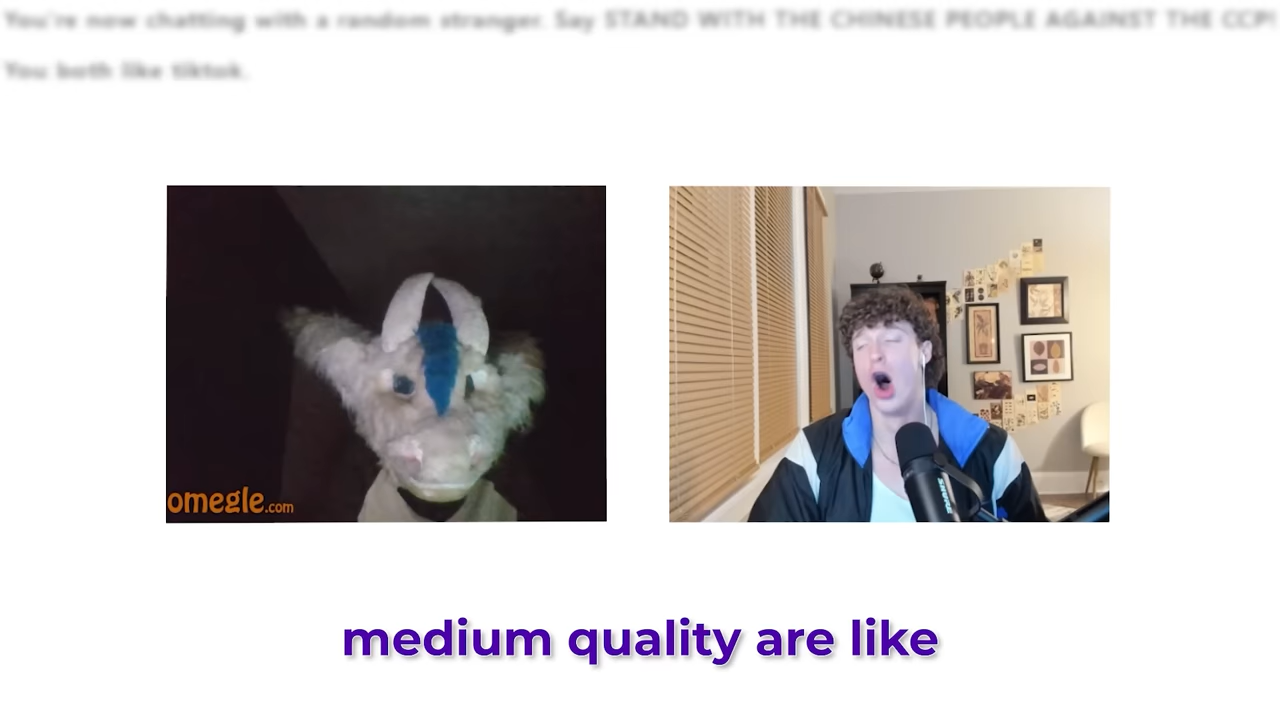 You're now chatting with a random stranger. Say STAND WITH THE CHINESE PEOPLE AGAINST THE CCP!
You both like tiktok.
omegle.com
SHURE
medium quality are like